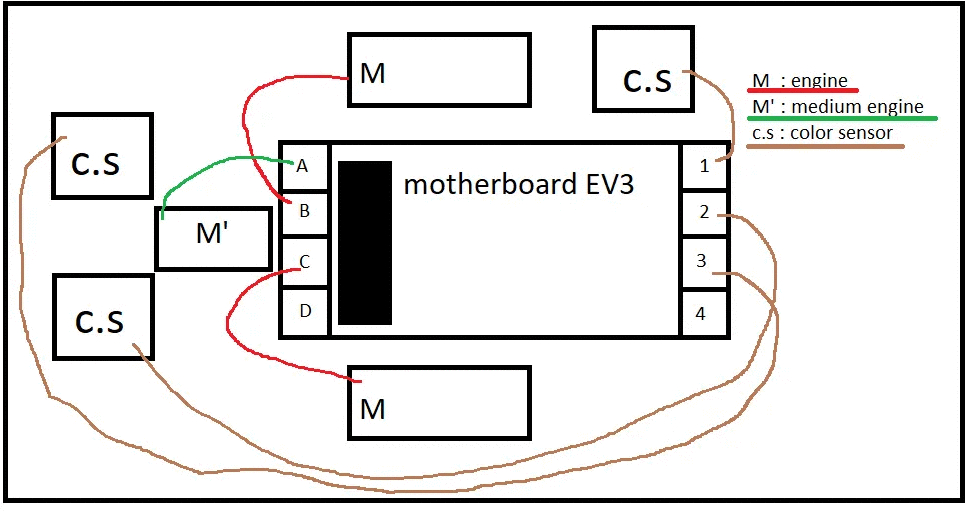 M
c.s
M : engine
M' : medium engine
c.s : color sensor
c.s
A
1
motherboard EV3
B
2
M'
C
3
c.s
D
4
M